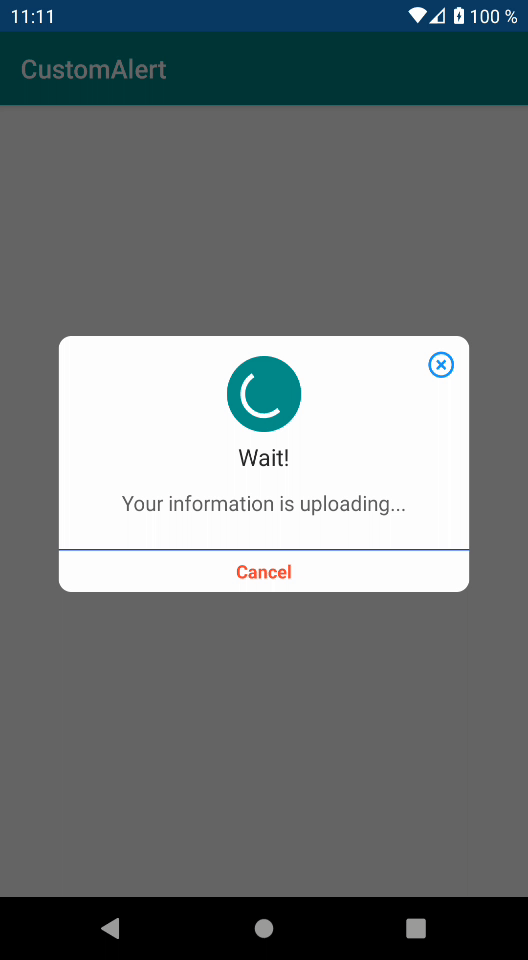 11:11 100 %
CustomAlert
Wait!
Your information is uploading...
Cancel